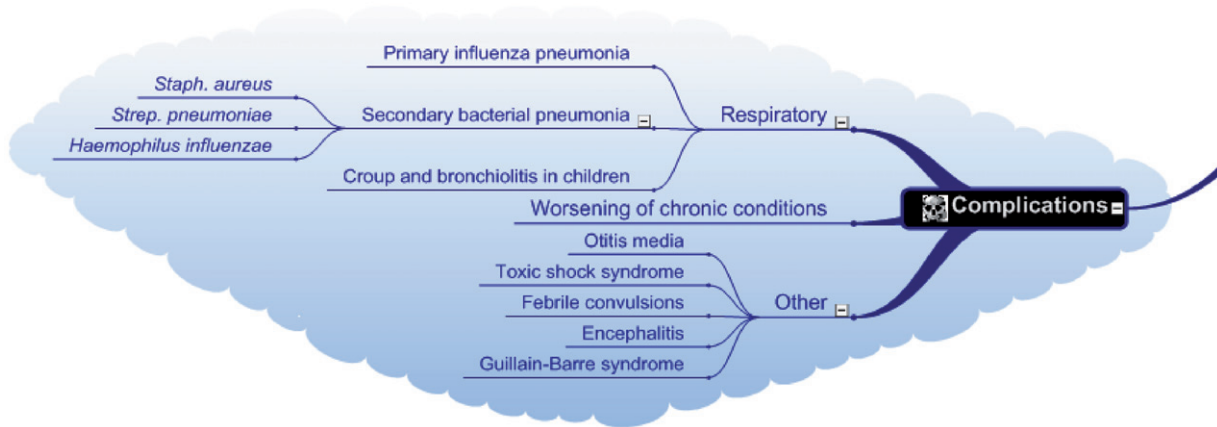 Primary influenza pneumonia
Staph. aureus
Strep. pneumoniae
Secondary bacterial pneumonia
Respiratory
Haemophilus influenzae
Croup and bronchiolitis in children
Complications
Worsening of chronic conditions
Otitis media
Toxic shock syndrome
Febrile convulsions
Other
Encephalitis
Guillain-Barre syndrome